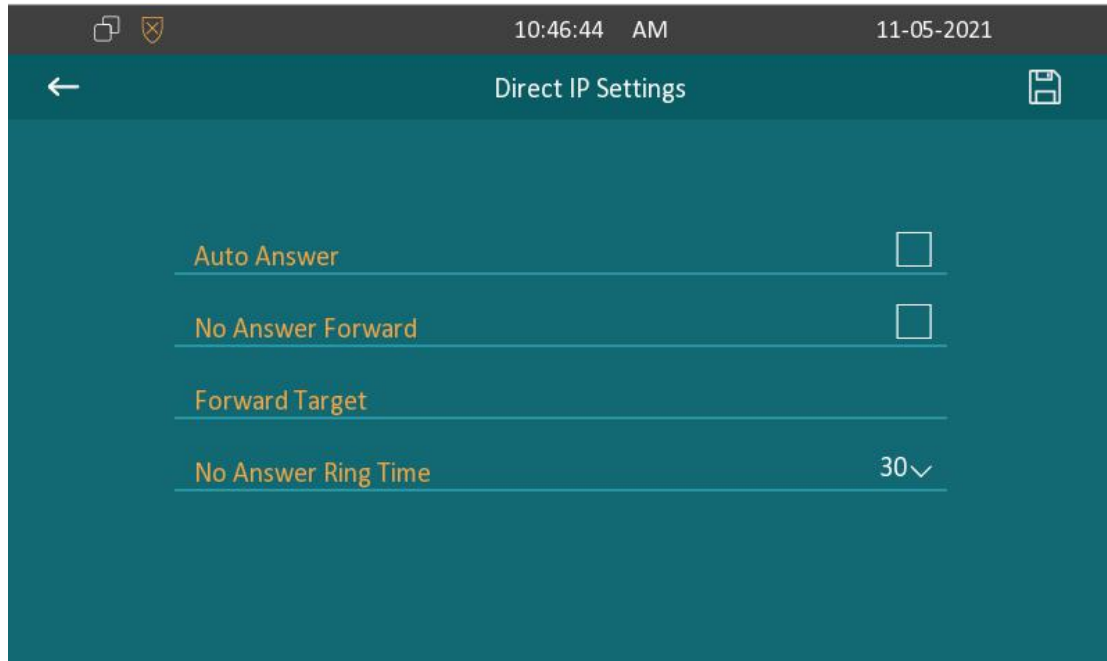 10:46:44 AM 11-05-2021
Direct IP Settings
Auto Answer
No Answer Forward
Forward Target
No Answer Ring Time 30